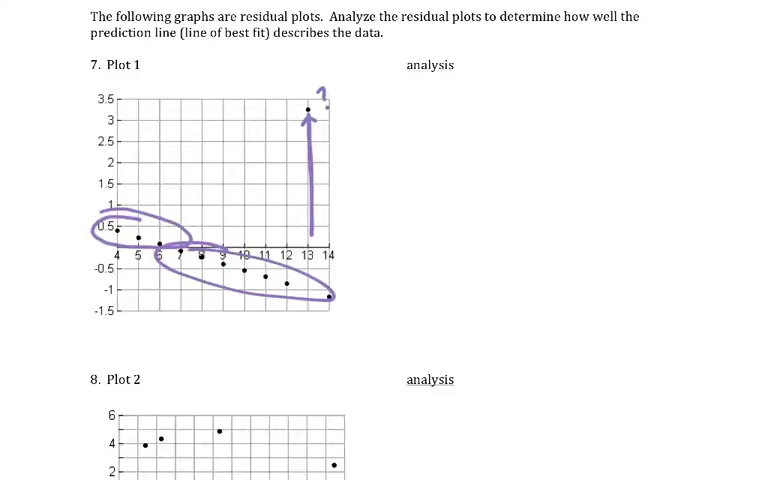 The following graphs are residual plots. Analyze the residual plots to determine how well the
prediction line (line of best fit) describes the data.
7. Plot 1
analysis
?
3.5
3
2.5
2
1.5
1
0.5
4 5 6 7 8 9 10 11 12 13 14
-0.5
-1
-1.5
8. Plot 2
analysis
6
4
2